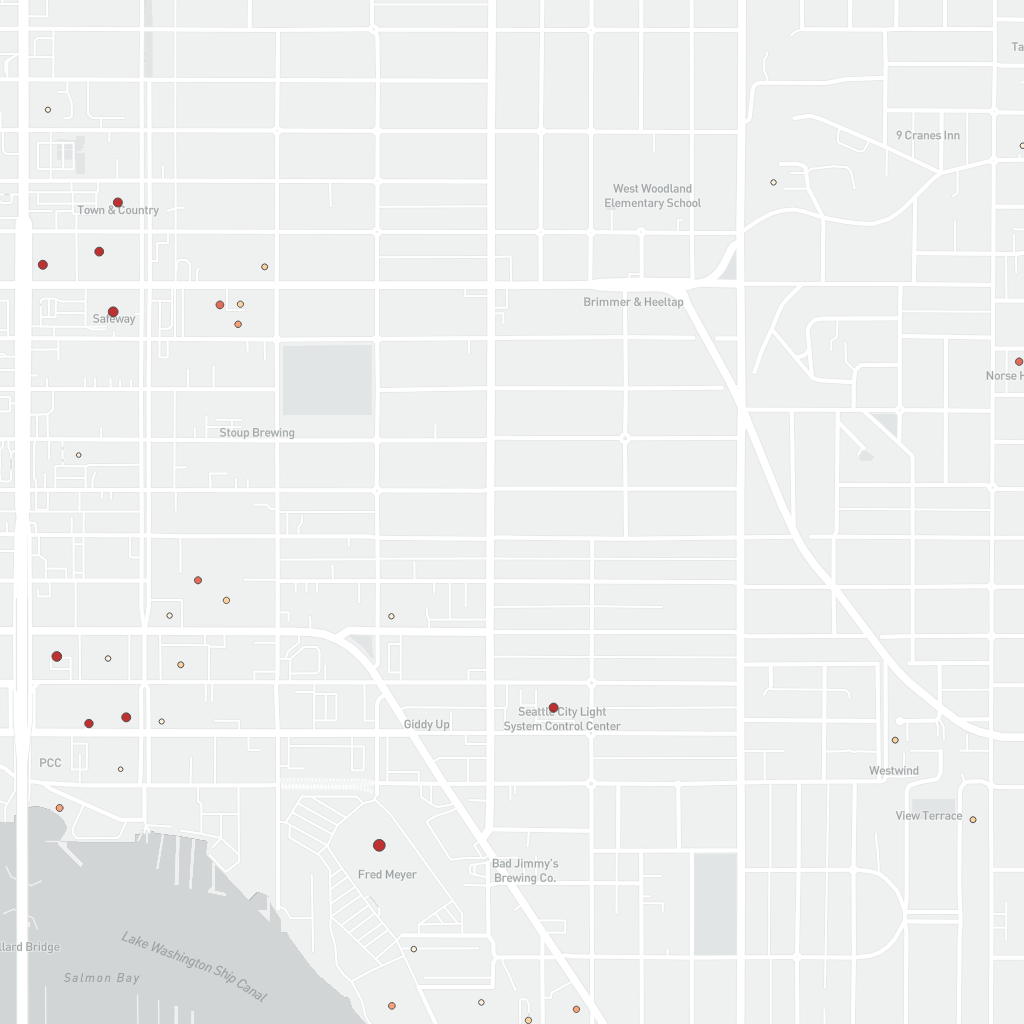 Ta
9 Cranes Inn
West Woodland
Elementary School
Town & Country
Brimmer & Heeltap
Safeway
Norse H
Stoup Brewing
Seattle City Light
System Control Center
Giddy Up
PCC
Westwind
View Terrace
Bad Jimmy's
Brewing Co.
Fred Meyer
llard Bridge
Lake Washington Ship Canal
Salmon Bay